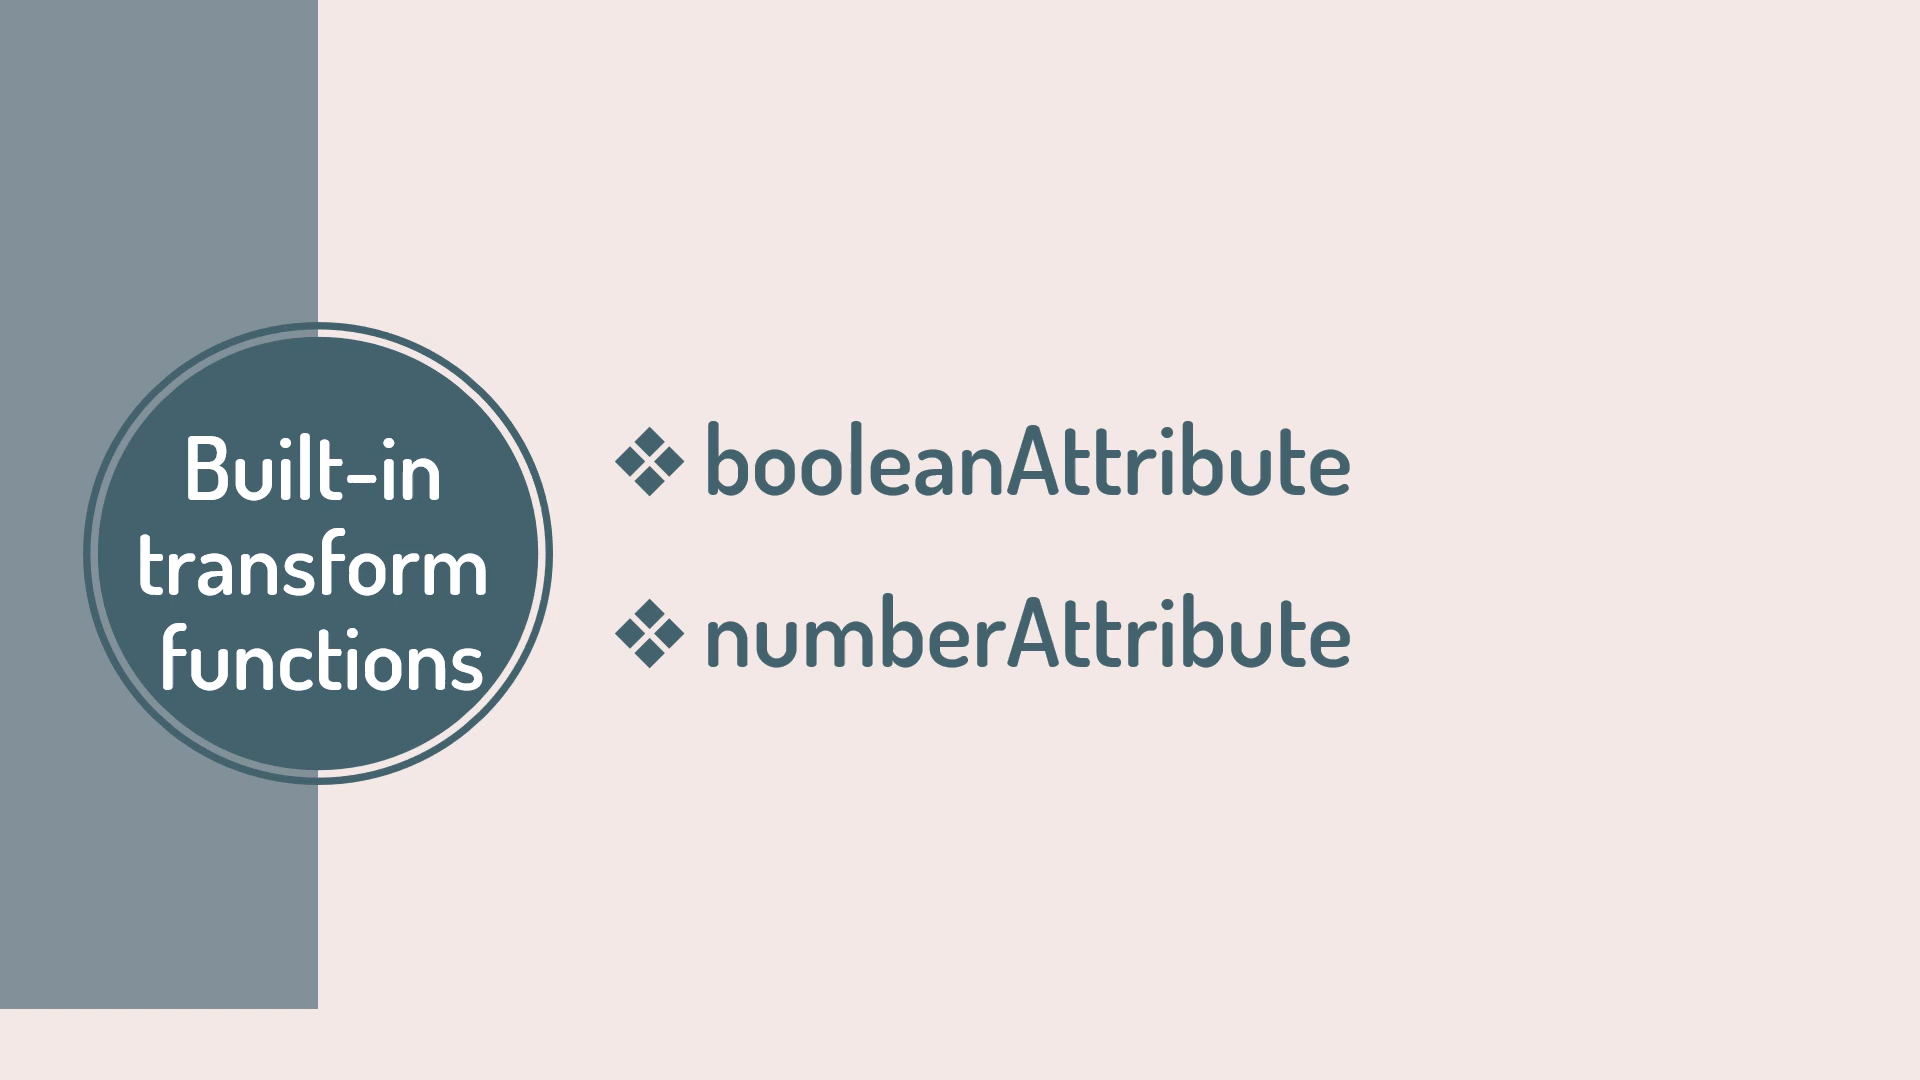 Built-in
transform
functions
❖ booleanAttribute
❖ numberAttribute